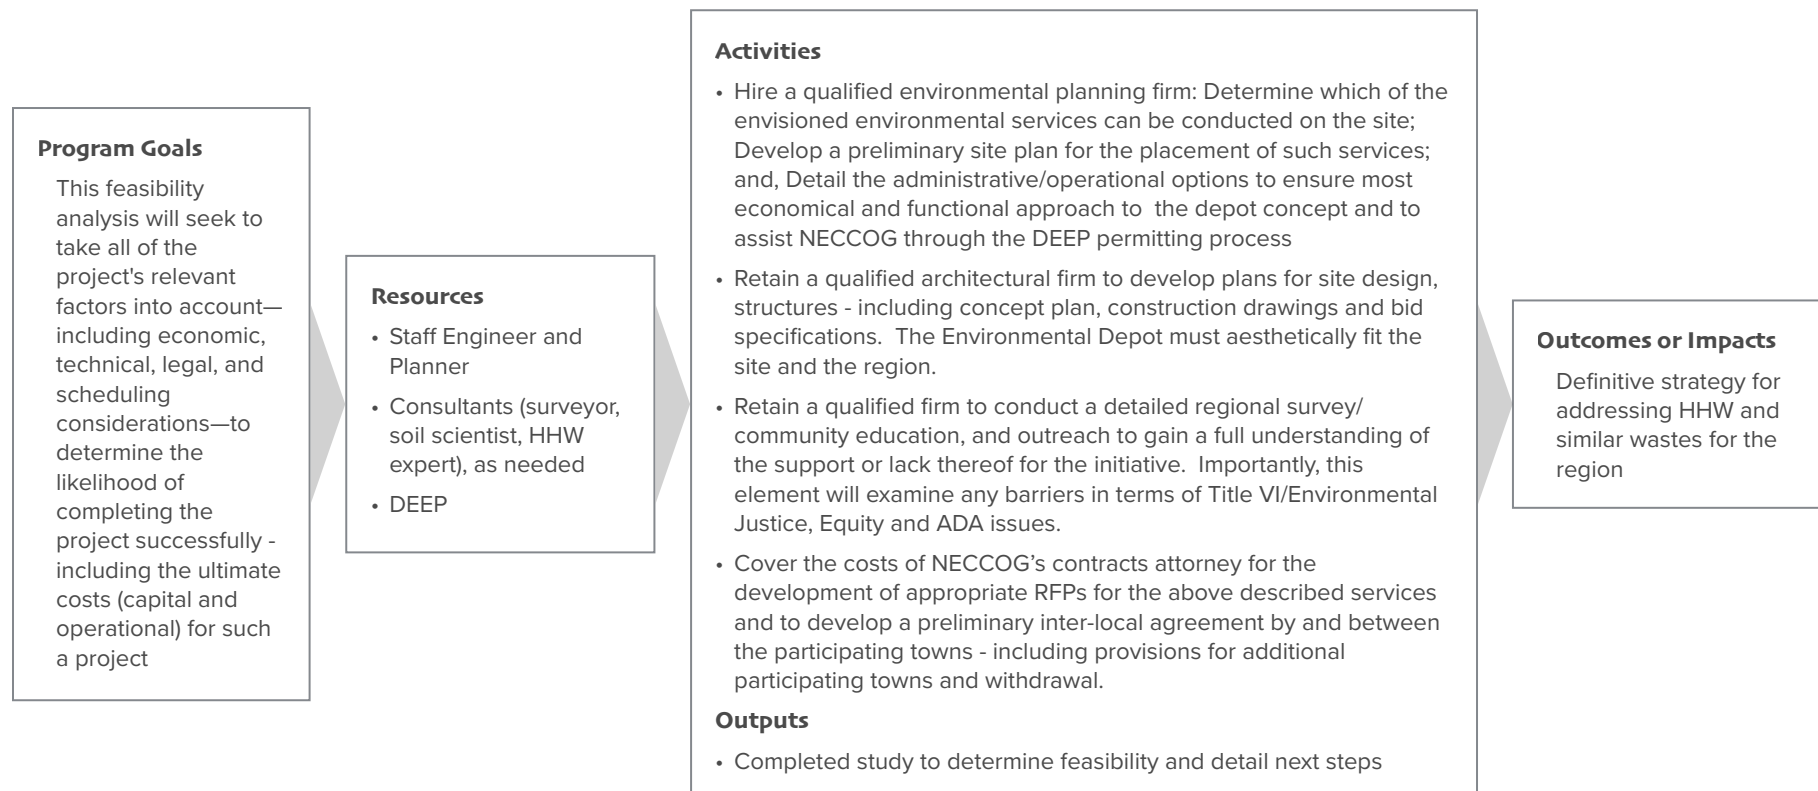 Program Goals
This feasibility
analysis will seek to
take all of the
project's relevant
factors into account—
including economic,
technical, legal, and
scheduling
considerations—to
determine the
likelihood of
completing the
project successfully -
including the ultimate
costs (capital and
operational) for such
a project
Resources
• Staff Engineer and
Planner
• Consultants (surveyor,
soil scientist, HHW
expert), as needed
• DEEP
Activities
• Hire a qualified environmental planning firm: Determine which of the
envisioned environmental services can be conducted on the site;
Develop a preliminary site plan for the placement of such services;
and, Detail the administrative/operational options to ensure most
economical and functional approach to  the depot concept and to
assist NECCOG through the DEEP permitting process
• Retain a qualified architectural firm to develop plans for site design,
structures - including concept plan, construction drawings and bid
specifications.  The Environmental Depot must aesthetically fit the
site and the region.
• Retain a qualified firm to conduct a detailed regional survey/
community education, and outreach to gain a full understanding of
the support or lack thereof for the initiative.  Importantly, this
element will examine any barriers in terms of Title VI/Environmental
Justice, Equity and ADA issues.
• Cover the costs of NECCOG’s contracts attorney for the
development of appropriate RFPs for the above described services
and to develop a preliminary inter-local agreement by and between
the participating towns - including provisions for additional
participating towns and withdrawal.
Outputs
• Completed study to determine feasibility and detail next steps
Outcomes or Impacts
Definitive strategy for
addressing HHW and
similar wastes for the
region